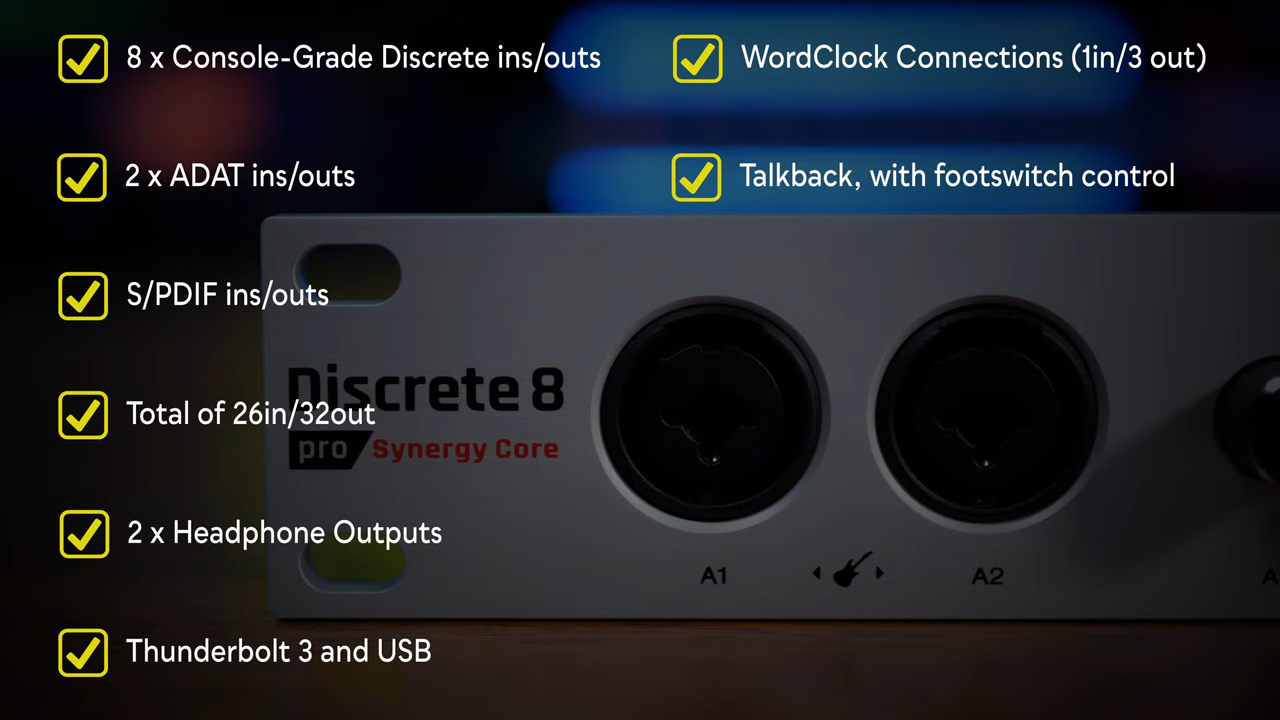 8 x Console-Grade Discrete ins/outs
2 x ADAT ins/outs
S/PDIF ins/outs
Total of 26in/32out
2 x Headphone Outputs
Thunderbolt 3 and USB
WordClock Connections (1in/3 out)
Talkback, with footswitch control
Discrete 8
pro Synergy Core
A1
A2